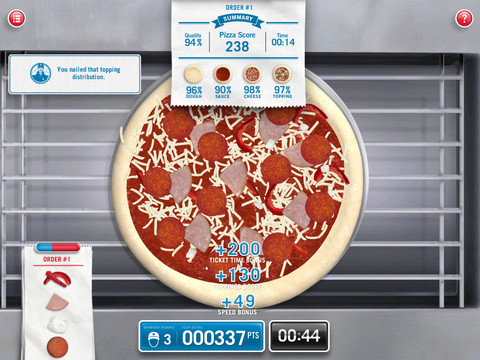 ORDER #1
SUMMARY
Quality
94%
Pizza Score
238
Time
00:14
96%
DOUGH
90%
SAUCE
98%
CHEESE
97%
TOPPING
You nailed that topping
distribution.
+200
TICKET TIME BONUS
+130
+49
SPEED BONUS
ORDER #1
3
000337 PTS
00:44
?